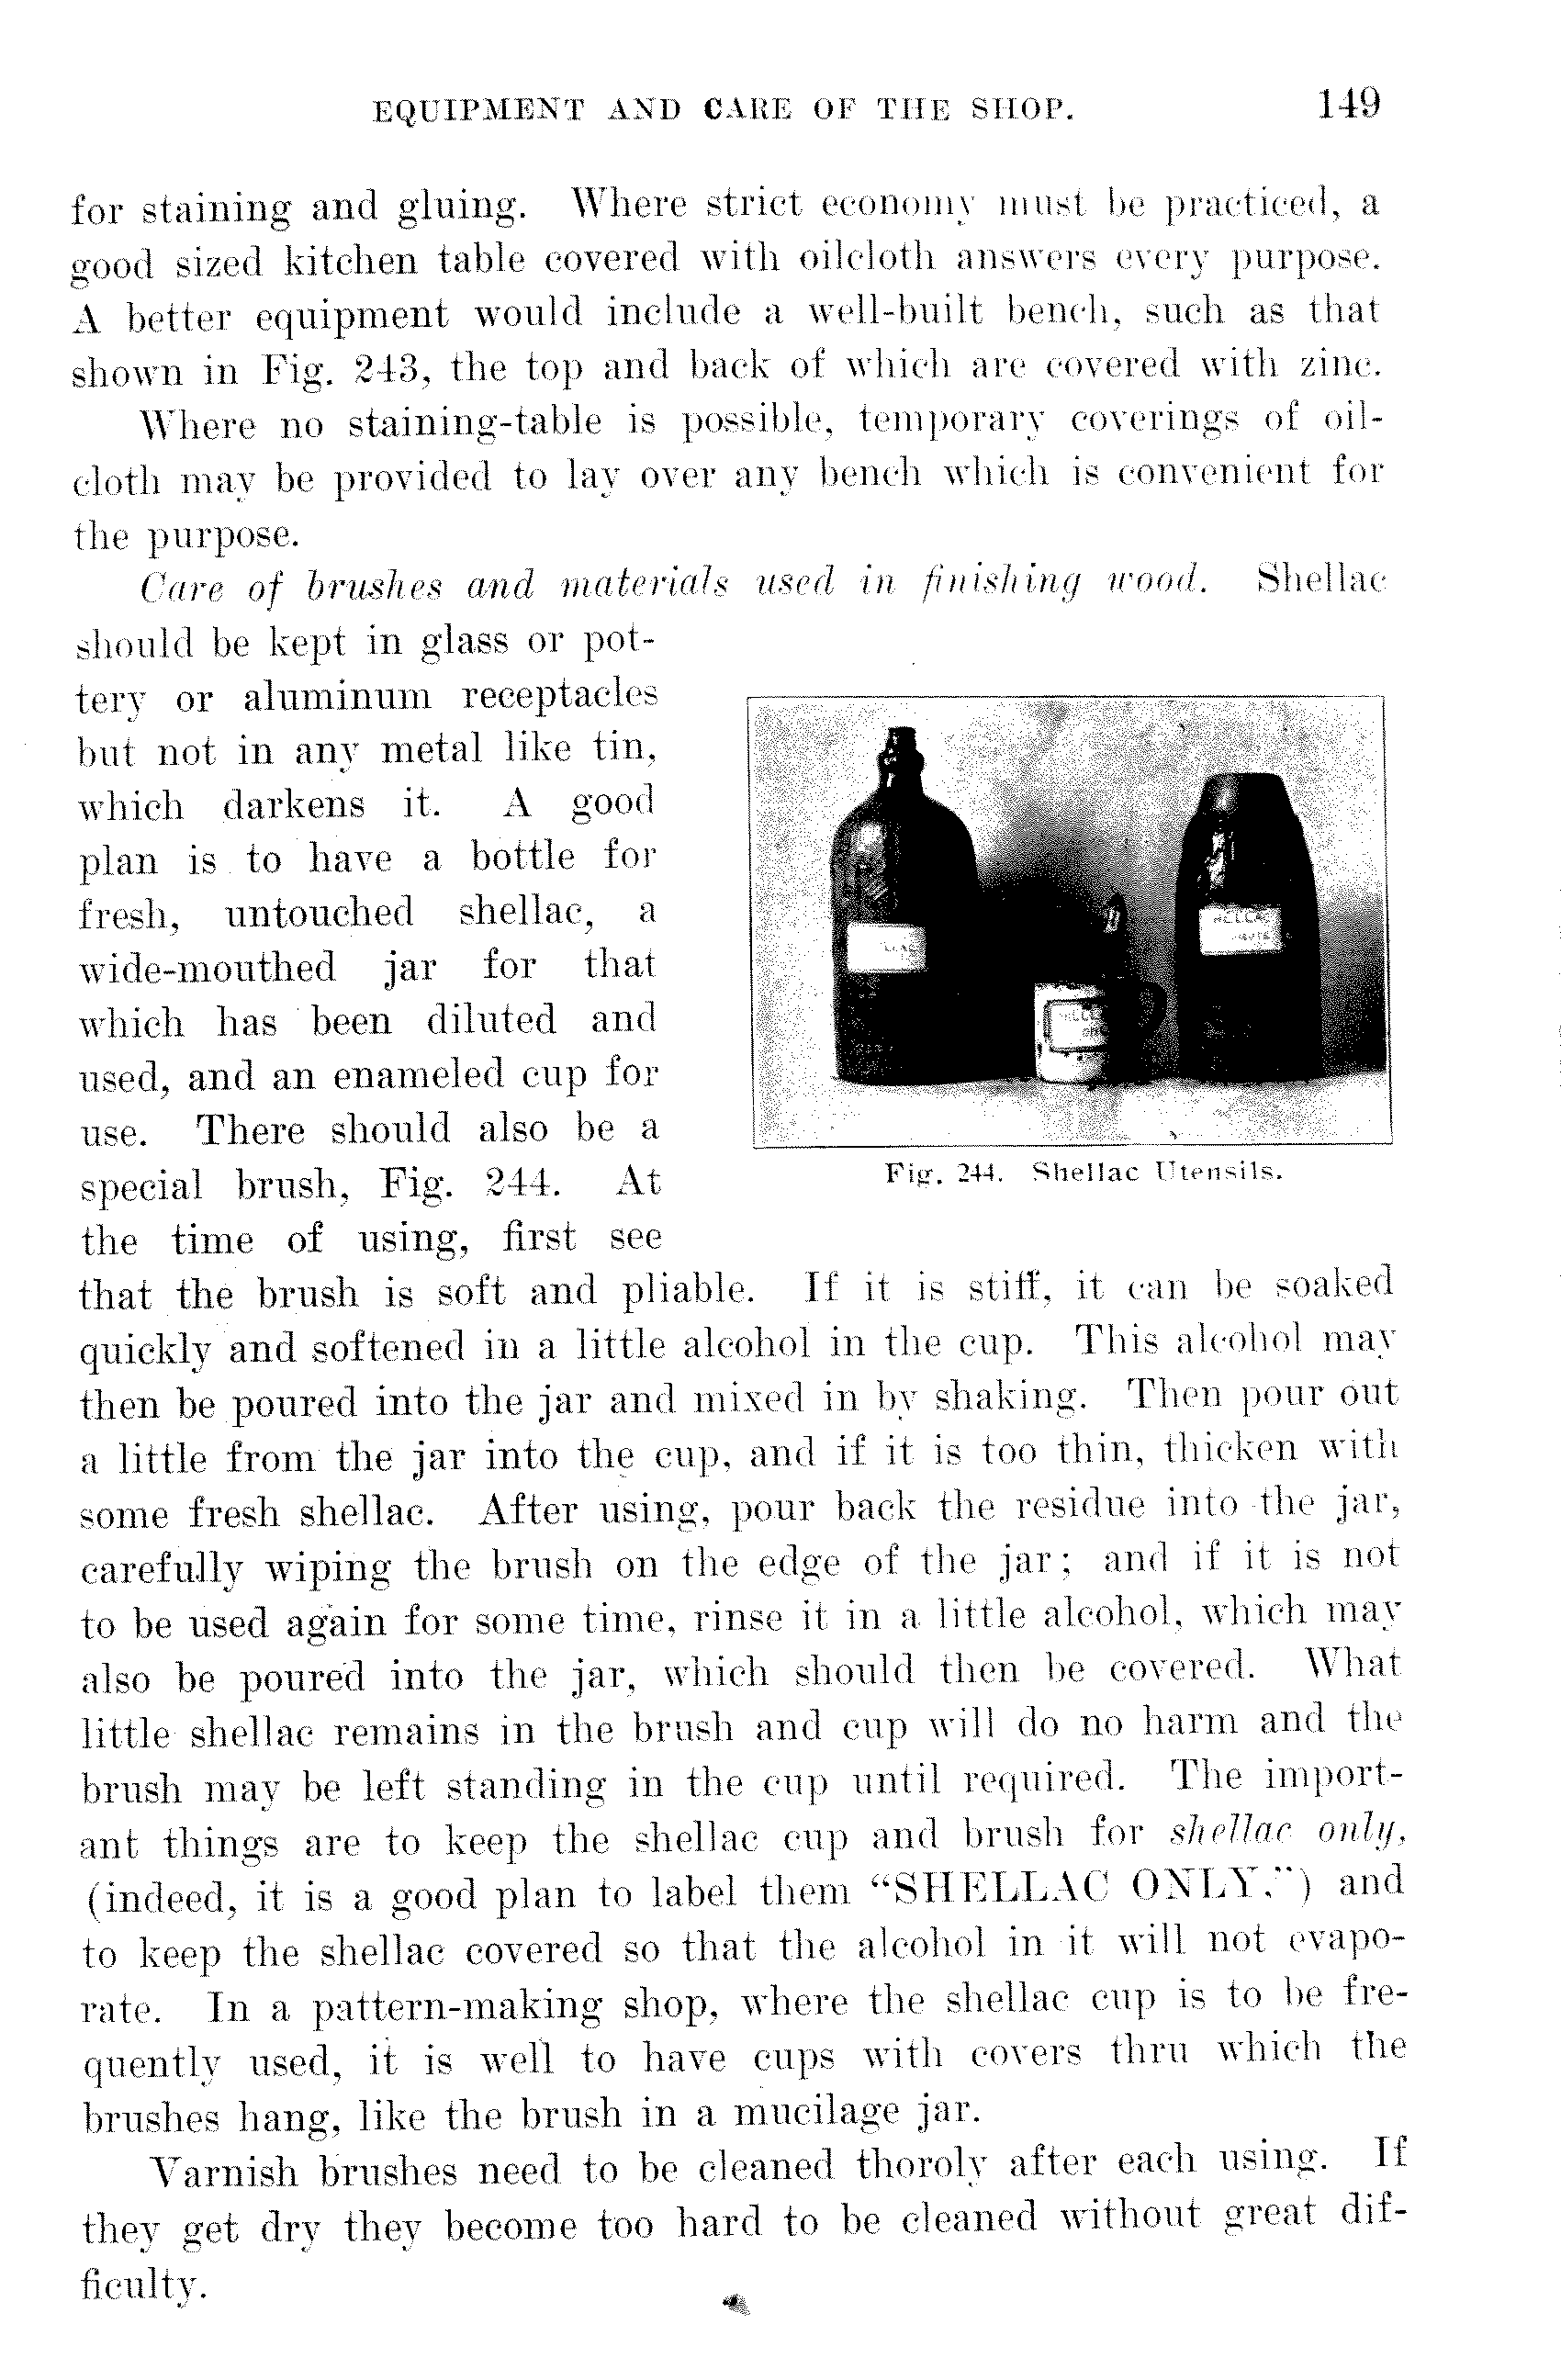 EQUIPMENT AND CARE OF THE SHOP. 149
for staining and gluing. Where strict economy must be practiced, a
good sized kitchen table covered with oilcloth answers every purpose.
A better equipment would include a well-built bench, such as that
shown in Fig. 243, the top and back of which are covered with zinc.
Where no staining-table is possible, temporary coverings of oil-
cloth may be provided to lay over any bench which is convenient for
the purpose.
Care of brushes and materials used in finishing wood. Shellac
should be kept in glass or pot-
tery or aluminum receptacles
but not in any metal like tin,
which darkens it. A good
plan is to have a bottle for
fresh, untouched shellac, a
wide-mouthed jar for that
which has been diluted and
used, and an enameled cup for
use. There should also be a
special brush, Fig. 244. At
the time of using, first see
Fig. 244. Shellac Utensils.
that the brush is soft and pliable. If it is stiff, it can be soaked
quickly and softened in a little alcohol in the cup. This alcohol may
then be poured into the jar and mixed in by shaking. Then pour out
a little from the jar into the cup, and if it is too thin, thicken with
some fresh shellac. After using, pour back the residue into the jar,
carefully wiping the brush on the edge of the jar; and if it is not
to be used again for some time, rinse it in a little alcohol, which may
also be poured into the jar, which should then be covered. What
little shellac remains in the brush and cup will do no harm and the
brush may be left standing in the cup until required. The import-
ant things are to keep the shellac cup and brush for shellac only,
(indeed, it is a good plan to label them "SHELLAC ONLY,") and
to keep the shellac covered so that the alcohol in it will not evapo-
rate. In a pattern-making shop, where the shellac cup is to be fre-
quently used, it is well to have cups with covers thru which the
brushes hang, like the brush in a mucilage jar.
Varnish brushes need to be cleaned thoroly after each using. If
they get dry they become too hard to be cleaned without great dif-
ficulty.